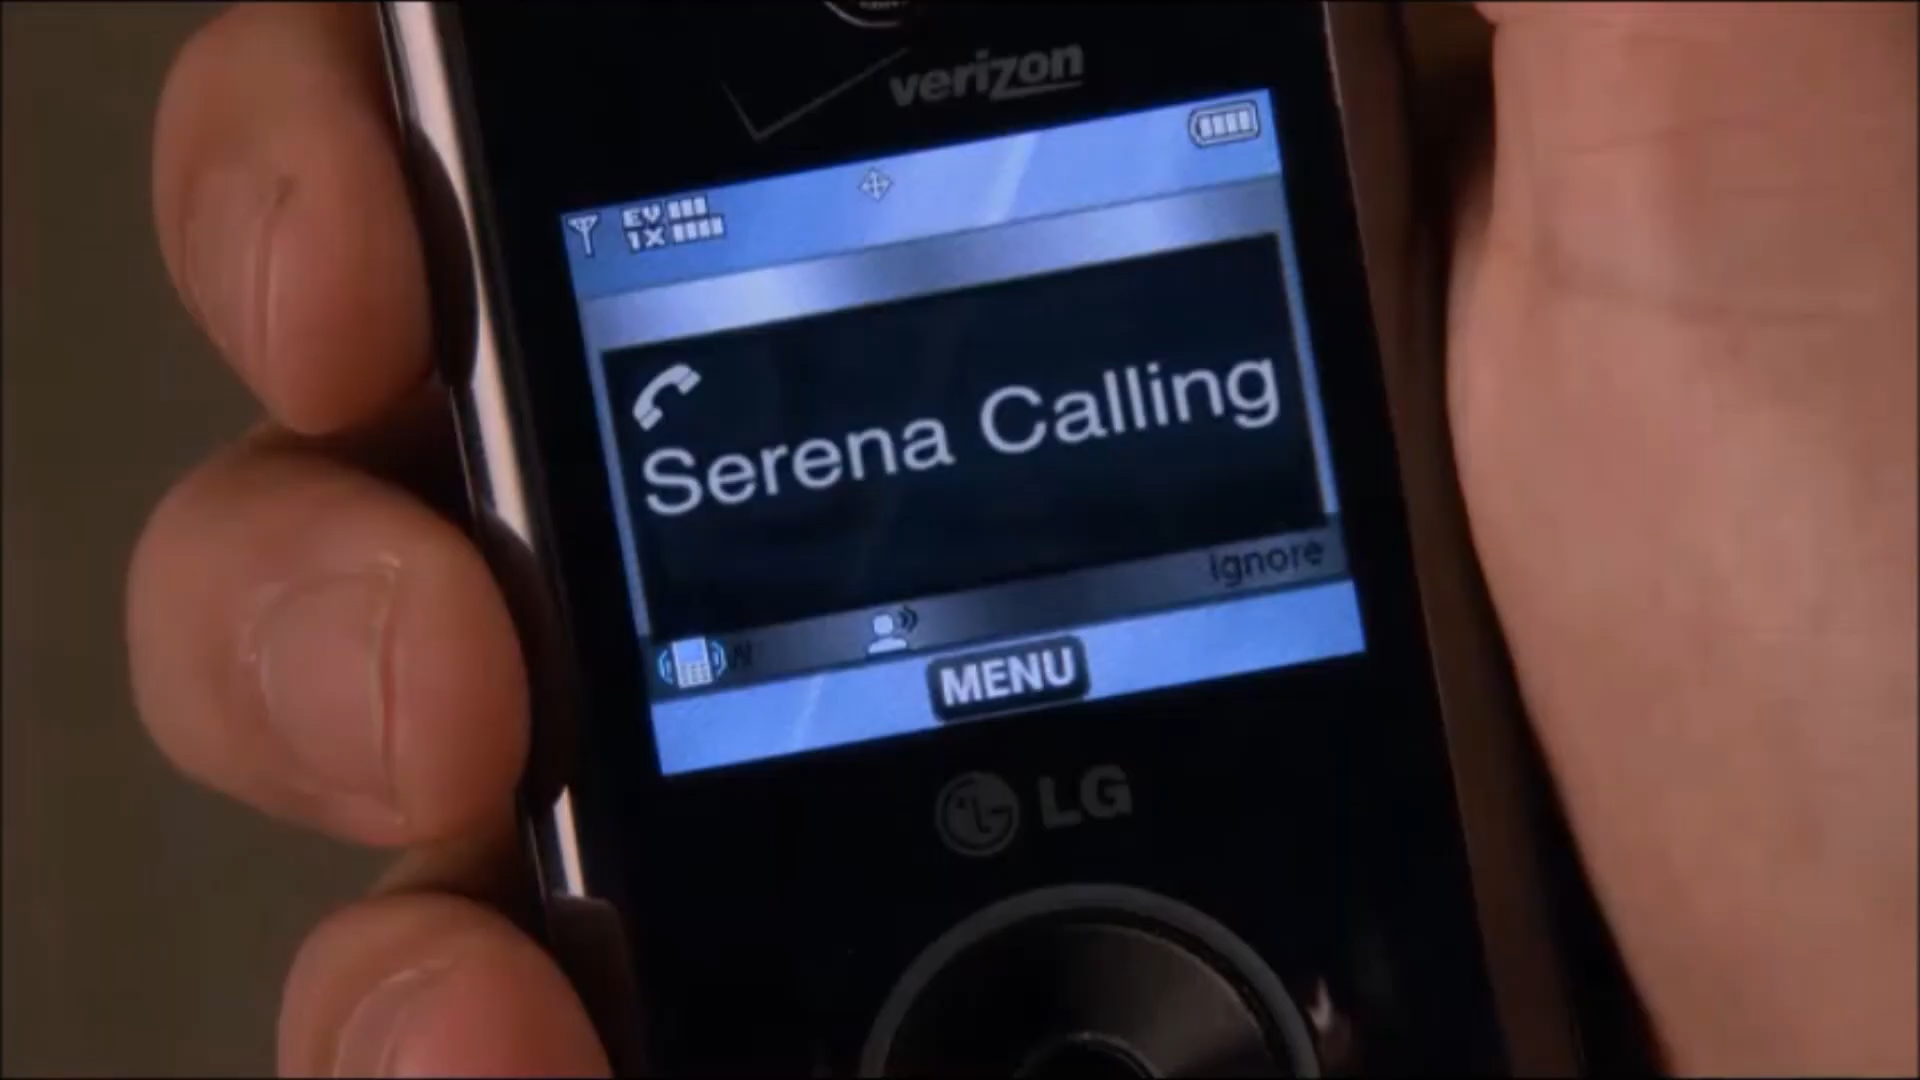 verizon
EV
1X
Serena Calling
Ignore
MENU
LG